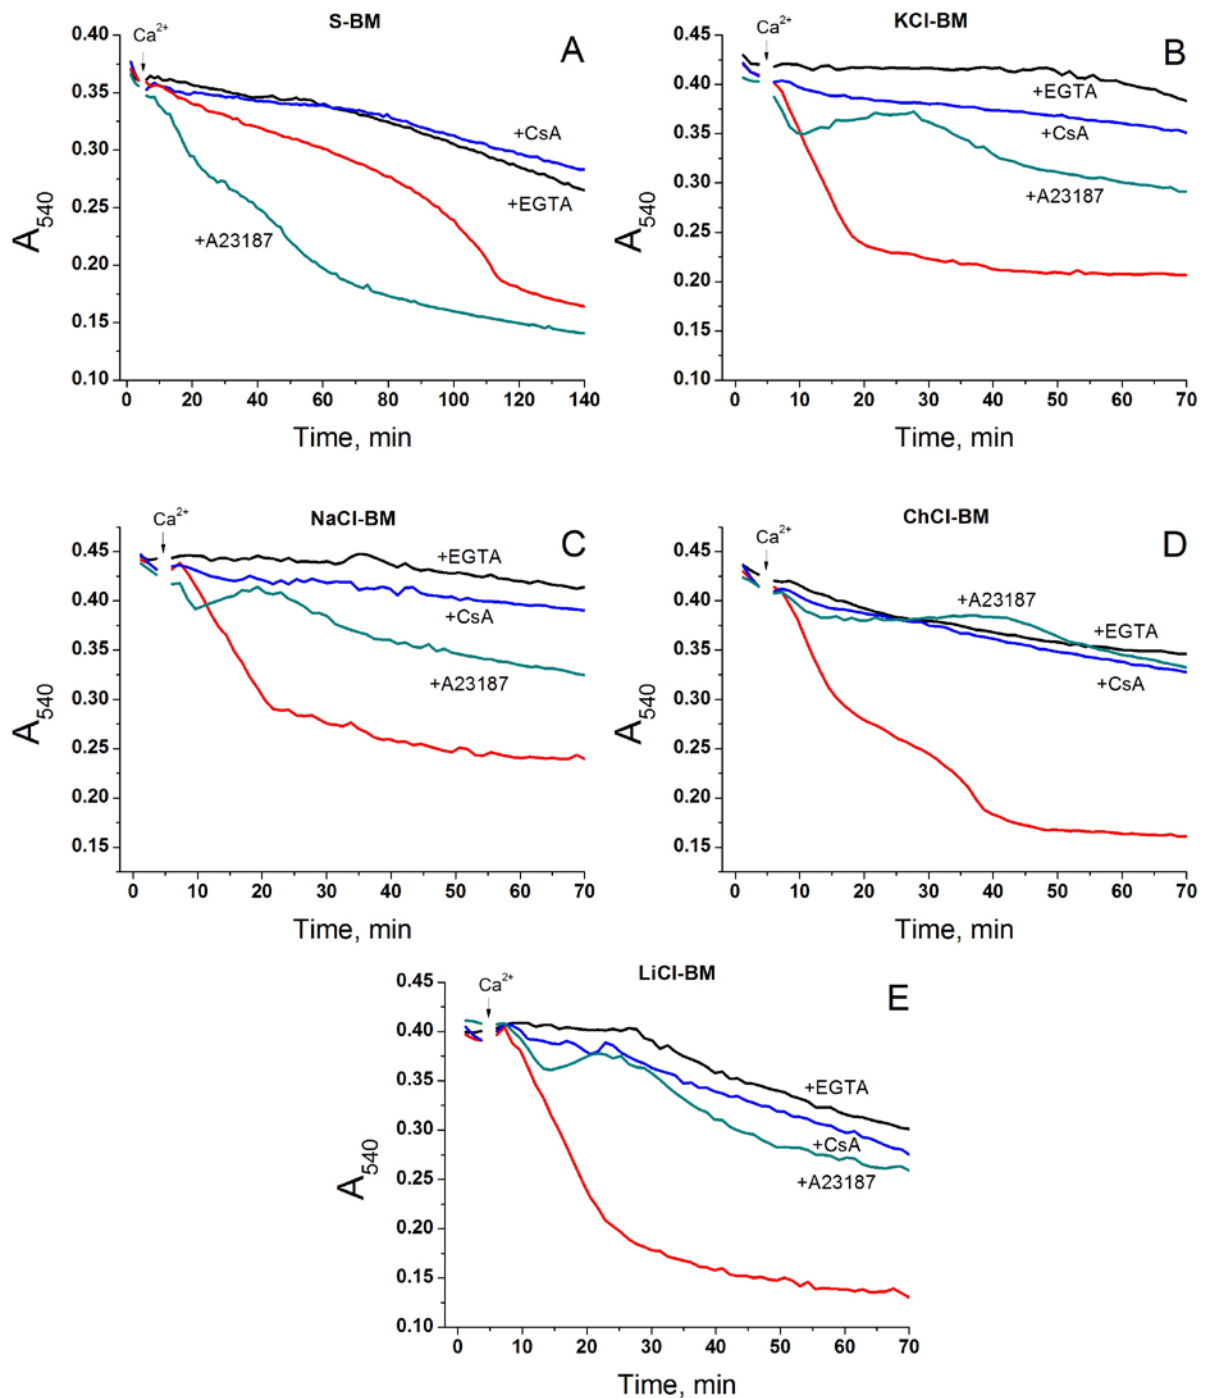 S-BM
A
Ca²⁺
0.40
0.35
0.30
0.25
0.20
0.15
0.10
+CsA
+EGTA
+A23187
A₅₄₀
0 20 40 60 80 100 120 140
Time, min
KCl-BM
B
Ca²⁺
0.45
0.40
0.35
0.30
0.25
0.20
0.15
0.10
+EGTA
+CsA
+A23187
A₅₄₀
0 10 20 30 40 50 60 70
Time, min
NaCl-BM
C
Ca²⁺
0.45
0.40
0.35
0.30
0.25
0.20
0.15
+EGTA
+CsA
+A23187
A₅₄₀
0 10 20 30 40 50 60 70
Time, min
ChCl-BM
D
Ca²⁺
0.45
0.40
0.35
0.30
0.25
0.20
0.15
+A23187
+EGTA
+CsA
A₅₄₀
0 10 20 30 40 50 60 70
Time, min
LiCl-BM
E
Ca²⁺
0.45
0.40
0.35
0.30
0.25
0.20
0.15
0.10
+EGTA
+CsA
+A23187
A₅₄₀
0 10 20 30 40 50 60 70
Time, min